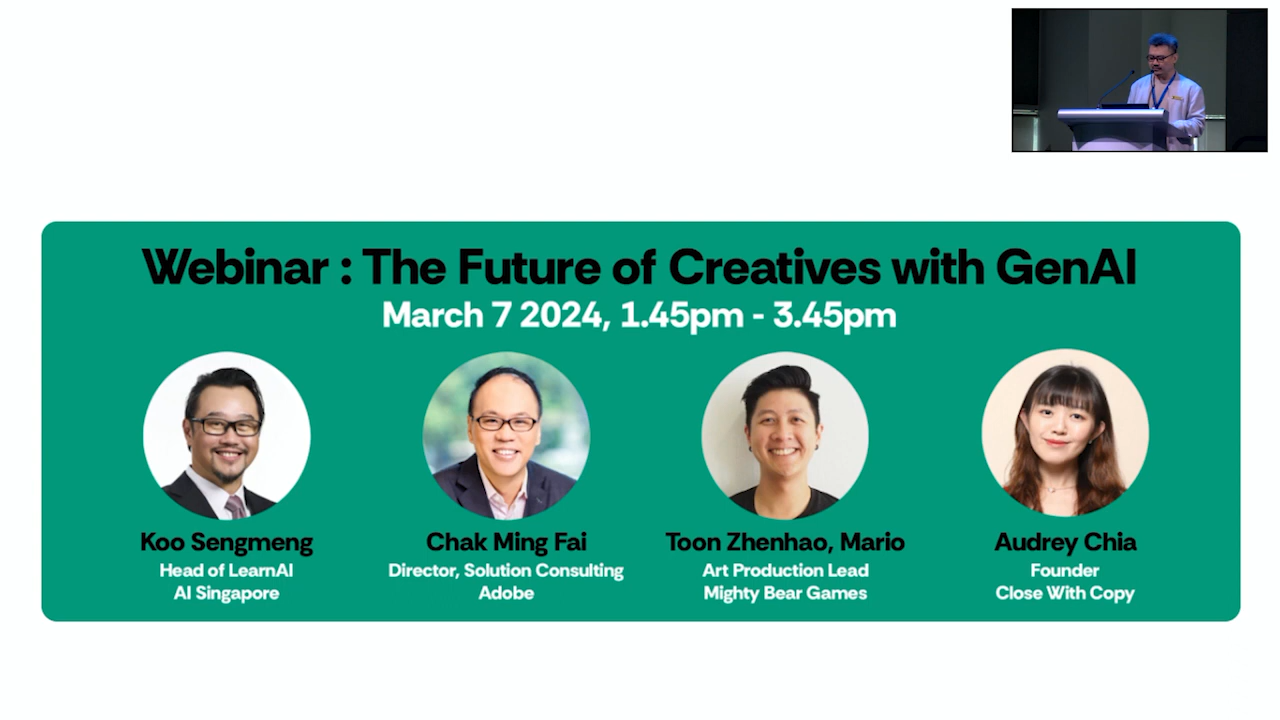 Webinar : The Future of Creatives with GenAI
March 7 2024, 1.45pm - 3.45pm
Koo Sengmeng
Head of LearnAI
AI Singapore
Chak Ming Fai
Director, Solution Consulting
Adobe
Toon Zhenhao, Mario
Art Production Lead
Mighty Bear Games
Audrey Chia
Founder
Close With Copy